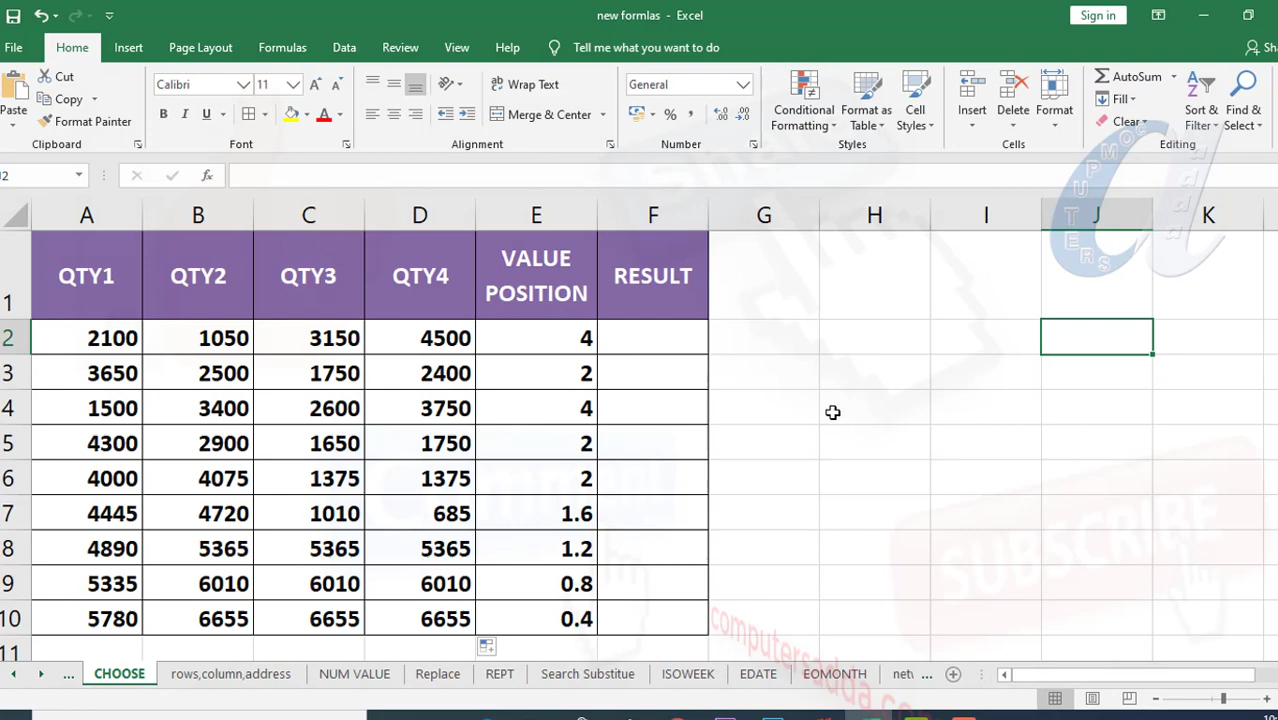 new formlas - Excel
Sign in
File Home Insert Page Layout Formulas Data Review View Help Tell me what you want to do
Cut Calibri 11 Wrap Text General AutoSum
Paste Copy B I U Merge & Center % Conditional Formatting Format as Table Cell Styles Insert Delete Format Fill Sort & Filter Find & Select
Format Painter Clear
Clipboard Font Alignment Number Styles Cells Editing
fx
A B C D E F G H I J K
1 QTY1 QTY2 QTY3 QTY4 VALUE POSITION RESULT
2 2100 1050 3150 4500 4
3 3650 2500 1750 2400 2
4 1500 3400 2600 3750 4
5 4300 2900 1650 1750 2
6 4000 4075 1375 1375 2
7 4445 4720 1010 685 1.6
8 4890 5365 5365 5365 1.2
9 5335 6010 6010 6010 0.8
10 5780 6655 6655 6655 0.4
11
SUBSCRIBE
computersadda.com
... CHOOSE rows,column,address NUM VALUE Replace REPT Search Substitue ISOWEEK EDATE EOMONTH ...